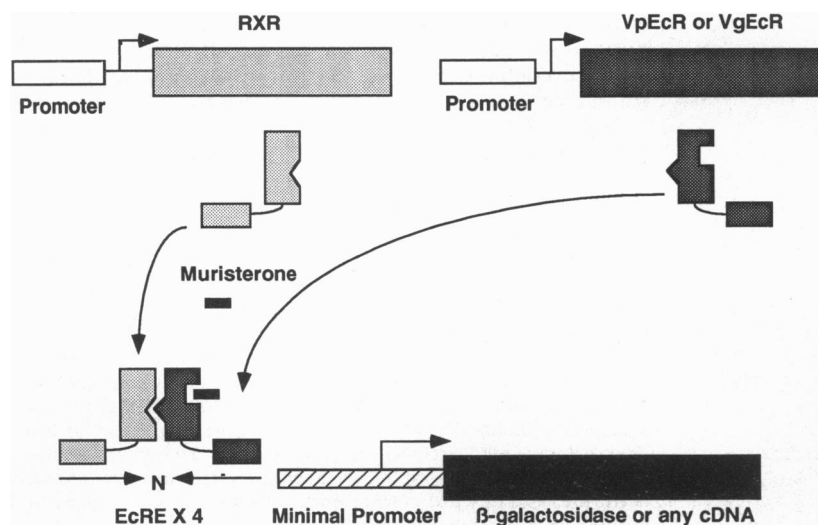 RXR
VpEcR or VgEcR
Promoter
Promoter
Muristerone
N
EcRE X 4
Minimal Promoter
ß-galactosidase or any cDNA